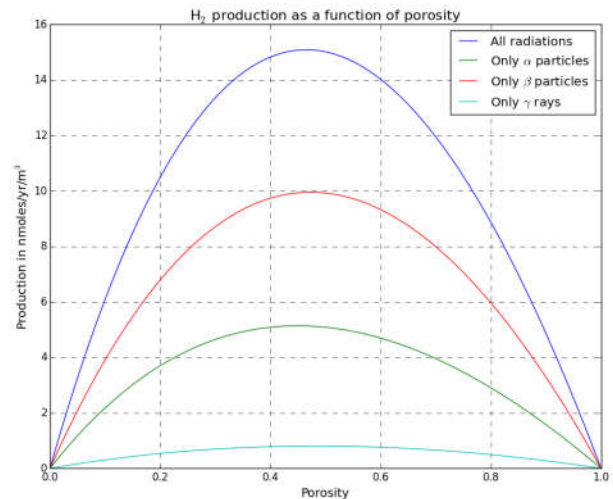 H₂ production as a function of porosity
16
14
12
10
8
6
4
2
0
Production in nmoles/yr/m³
All radiations
Only α particles
Only β particles
Only γ rays
0.0 0.2 0.4 0.6 0.8 1.0
Porosity